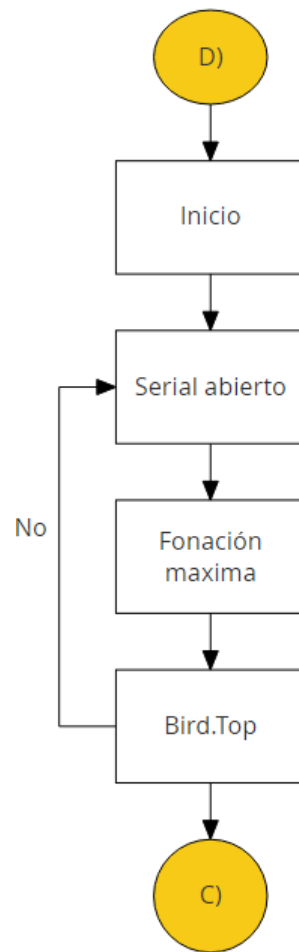 D)
Inicio
Serial abierto
No
Fonación
maxima
Bird.Top
C)